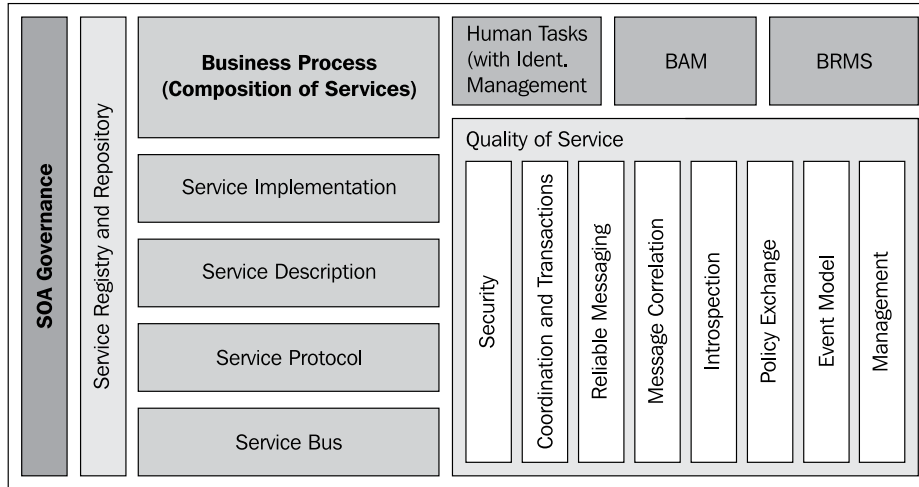 SOA Governance
Service Registry and Repository
Business Process
(Composition of Services)
Service Implementation
Service Description
Service Protocol
Service Bus
Human Tasks
(with Ident.
Management
BAM
BRMS
Quality of Service
Security
Coordination and Transactions
Reliable Messaging
Message Correlation
Introspection
Policy Exchange
Event Model
Management